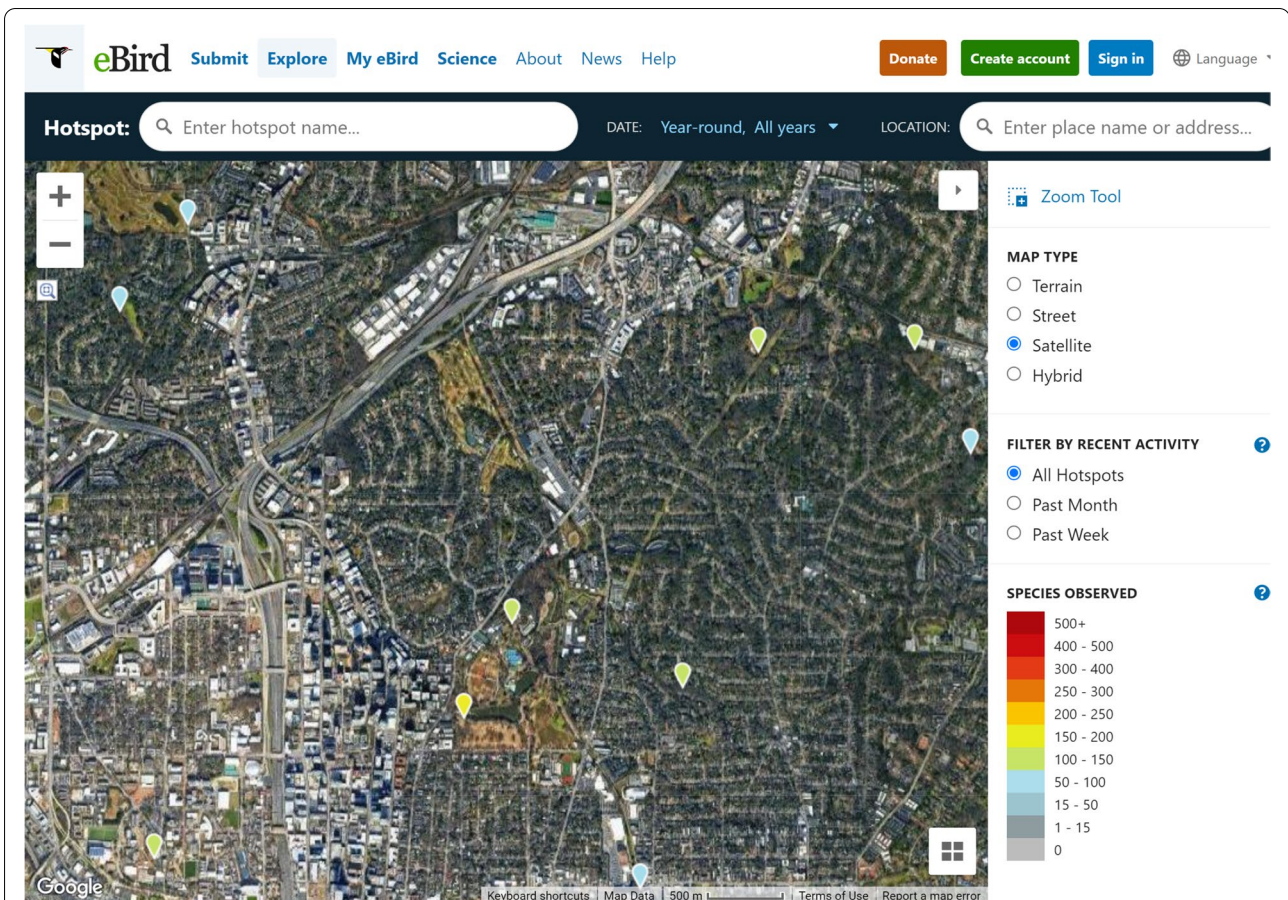 eBird Submit Explore My eBird Science About News Help Donate Create account Sign in Language
Hotspot: Enter hotspot name... DATE: Year-round, All years LOCATION: Enter place name or address...
Zoom Tool
MAP TYPE
Terrain
Street
Satellite
Hybrid
FILTER BY RECENT ACTIVITY ?
All Hotspots
Past Month
Past Week
SPECIES OBSERVED ?
500+
400 - 500
300 - 400
250 - 300
200 - 250
150 - 200
100 - 150
50 - 100
15 - 50
1 - 15
0
Google
Keyboard shortcuts Map Data 500 m Terms of Use Report a map error